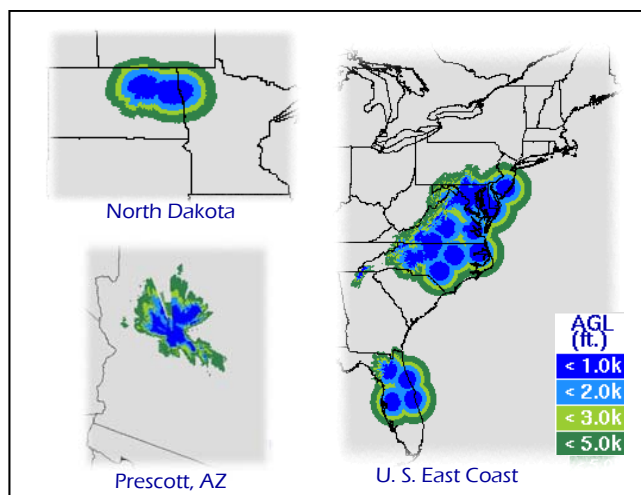 North Dakota
Prescott, AZ
U. S. East Coast
AGL
(ft.)
< 1.0k
< 2.0k
< 3.0k
< 5.0k